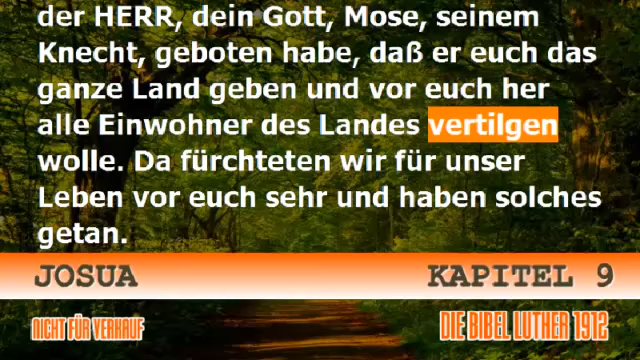 der HERR, dein Gott, Mose, seinem
Knecht, geboten habe, daß er euch das
ganze Land geben und vor euch her
alle Einwohner des Landes vertilgen
wolle. Da fürchteten wir für unser
Leben vor euch sehr und haben solches
getan.
JOSUA KAPITEL 9
NICHT FÜR VERKAUF DIE BIBEL LUTHER 1912